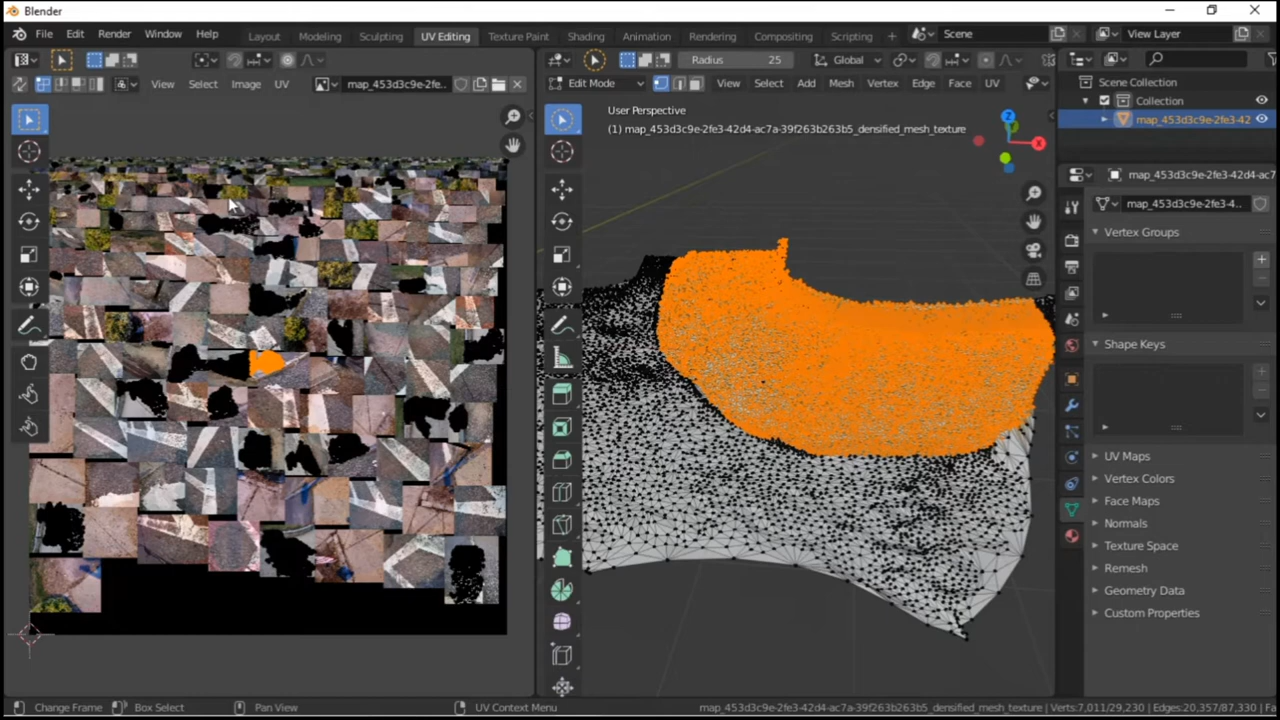 Blender
File Edit Render Window Help Layout Modeling Sculpting UV Editing Texture Paint Shading Animation Rendering Compositing Scripting + Scene View Layer
Radius 25 Global
View Select Image UV map_453d3c9e-2fe.. Edit Mode View Select Add Mesh Vertex Edge Face UV
User Perspective
(1) map_453d3c9e-2fe3-42d4-ac7a-39f263b263b5_densified_mesh_texture
Scene Collection
Collection
map_453d3c9e-2fe3-42
map_453d3c9e-2fe3-42d4-ac7
map_453d3c9e-2fe3-4..
Vertex Groups
Shape Keys
UV Maps
Vertex Colors
Face Maps
Normals
Texture Space
Remesh
Geometry Data
Custom Properties
Z
X
Change Frame Box Select Pan View UV Context Menu map_453d3c9e-2fe3-42d4-ac7a-39f263b263b5_densified_mesh_texture | Verts:7,011/29,230 | Edges:20,357/87,330 | Fa